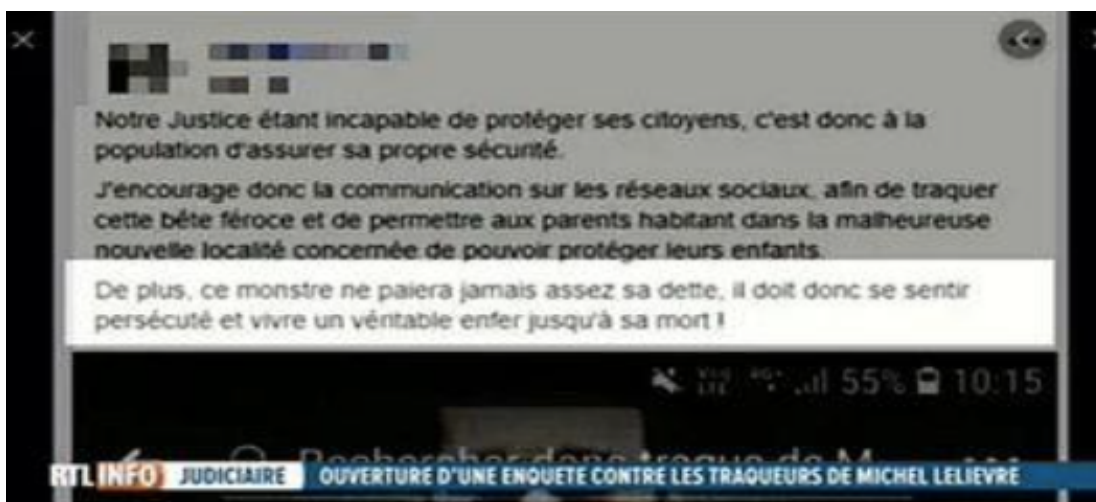 Notre Justice étant incapable de protéger ses citoyens, c'est donc à la
population d'assurer sa propre sécurité.
J'encourage donc la communication sur les réseaux sociaux, afin de traquer
cette bête féroce et de permettre aux parents habitant dans la malheureuse
nouvelle localité concernée de pouvoir protéger leurs enfants.
De plus, ce monstre ne paiera jamais assez sa dette, il doit donc se sentir
persécuté et vivre un véritable enfer jusqu'à sa mort !
55% 10:15
Rechercher dans traque de M
RTL INFO JUDICIAIRE OUVERTURE D'UNE ENQUETE CONTRE LES TRAQUEURS DE MICHEL LELIEVRE